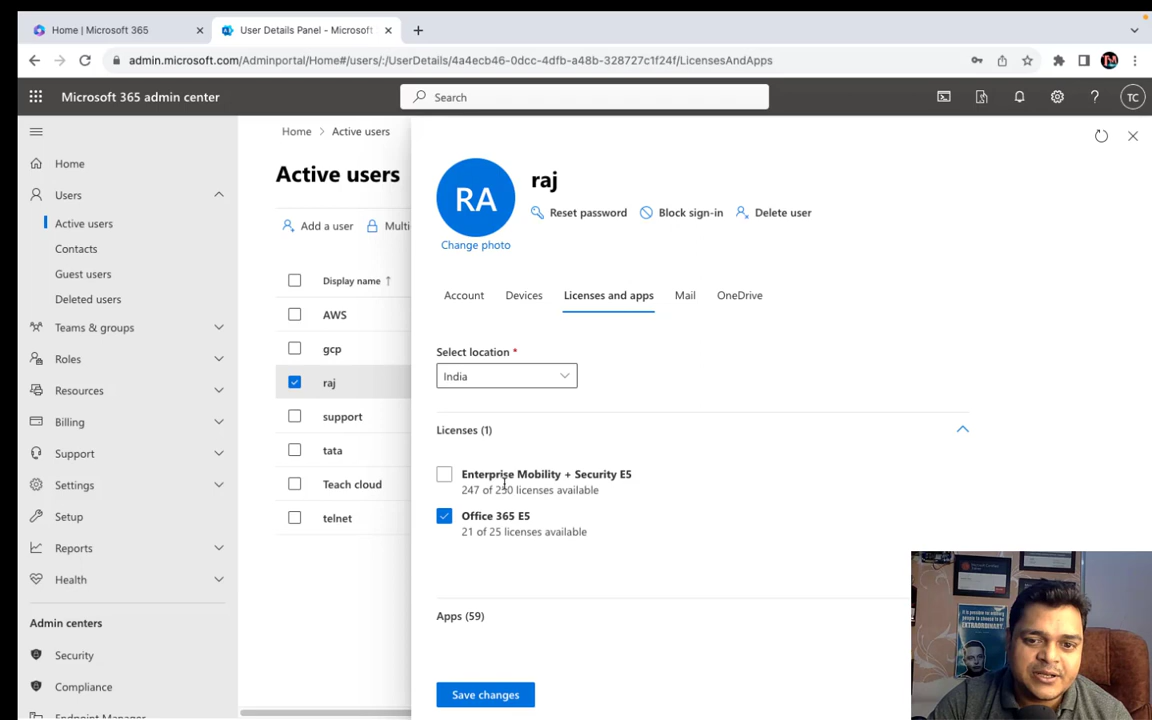 Home | Microsoft 365
User Details Panel - Microsoft
admin.microsoft.com/Adminportal/Home#/users/:/UserDetails/4a4ecb46-0dcc-4dfb-a48b-328727c1f24f/LicensesAndApps
Microsoft 365 admin center
Search
TC
Home
Users
Active users
Contacts
Guest users
Deleted users
Teams & groups
Roles
Resources
Billing
Support
Settings
Setup
Reports
Health
Admin centers
Security
Compliance
Endpoint Manager
Home > Active users
Active users
Add a user
Multi
Display name ↑
AWS
gcp
raj
support
tata
Teach cloud
telnet
RA
Change photo
raj
Reset password
Block sign-in
Delete user
Account
Devices
Licenses and apps
Mail
OneDrive
Select location *
India
Licenses (1)
Enterprise Mobility + Security E5
247 of 250 licenses available
Office 365 E5
21 of 25 licenses available
Apps (59)
Save changes
EXTRAORDINARY